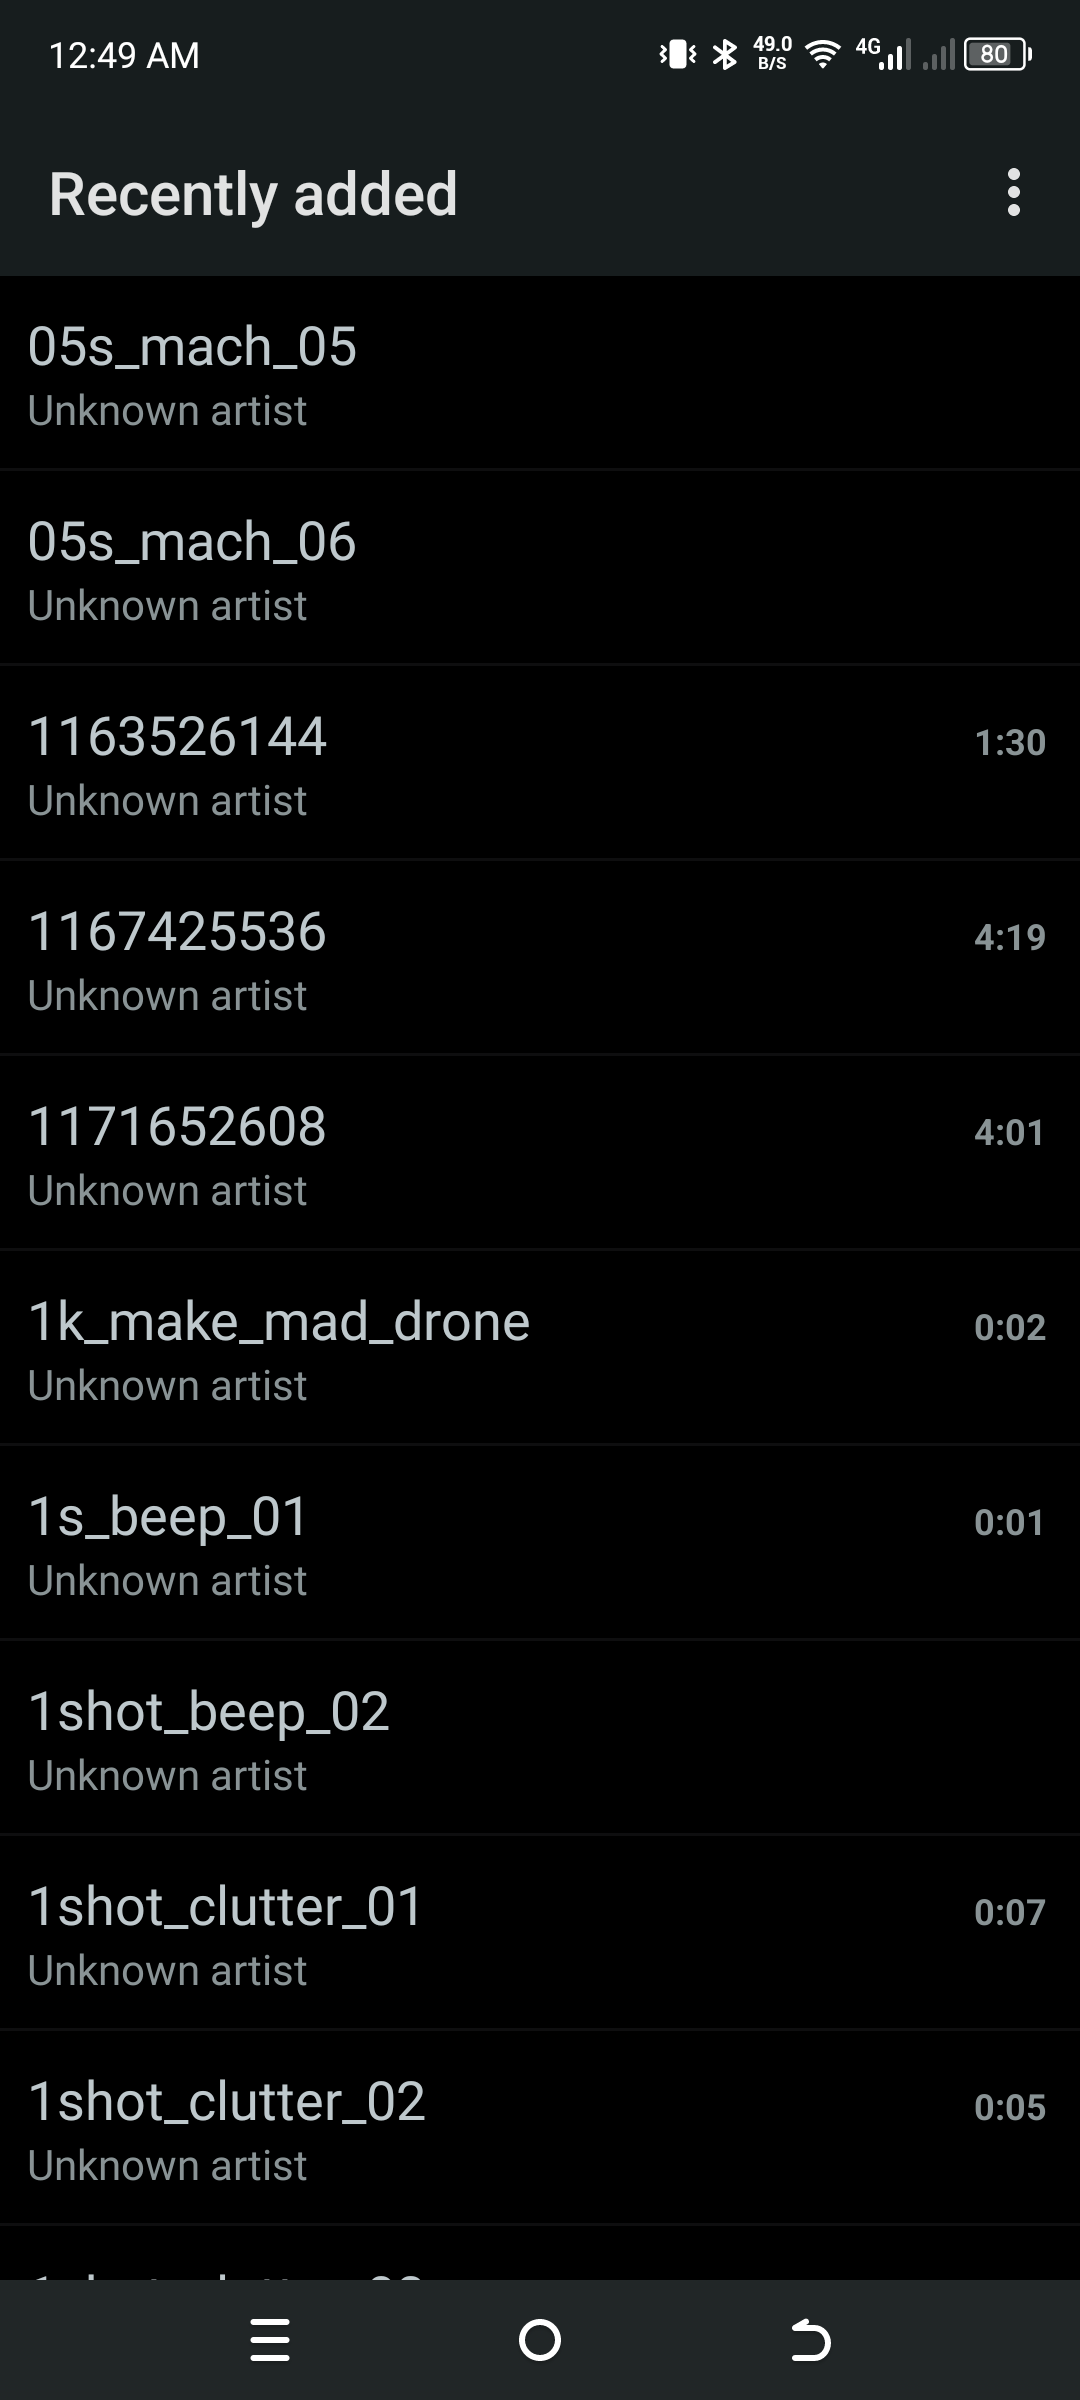 12:49 AM 49.0 B/S 4G 80
Recently added
05s_mach_05
Unknown artist
05s_mach_06
Unknown artist
1163526144 1:30
Unknown artist
1167425536 4:19
Unknown artist
1171652608 4:01
Unknown artist
1k_make_mad_drone 0:02
Unknown artist
1s_beep_01 0:01
Unknown artist
1shot_beep_02
Unknown artist
1shot_clutter_01 0:07
Unknown artist
1shot_clutter_02 0:05
Unknown artist